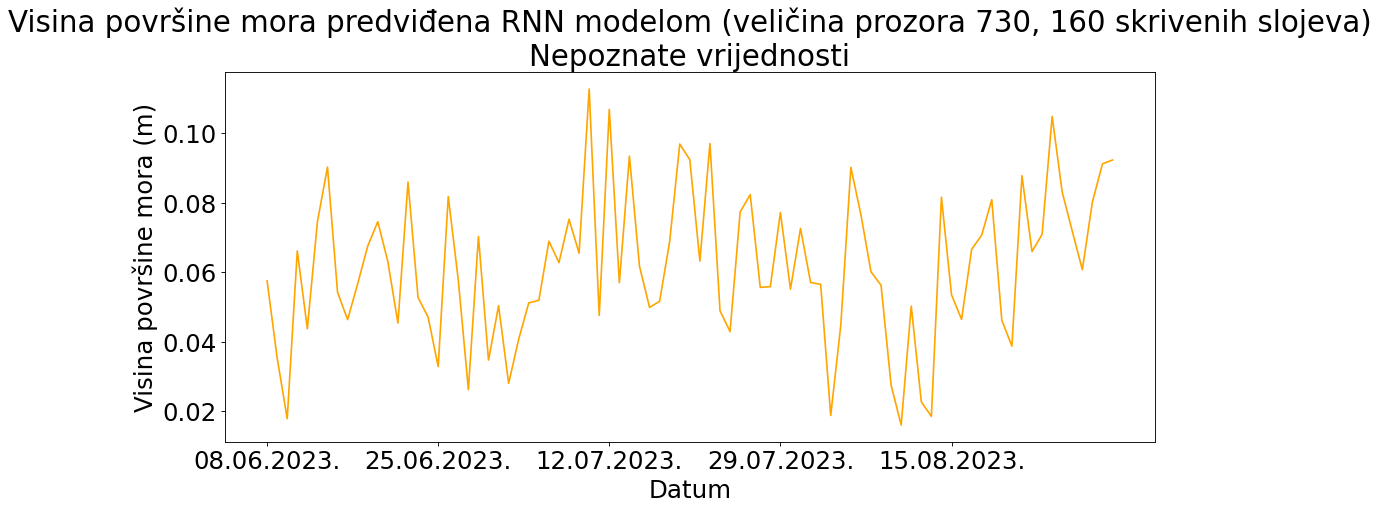 Visina površine mora predviđena RNN modelom (veličina prozora 730, 160 skrivenih slojeva)
Nepoznate vrijednosti
Visina površine mora (m)
0.10
0.08
0.06
0.04
0.02
08.06.2023. 25.06.2023. 12.07.2023. 29.07.2023. 15.08.2023.
Datum